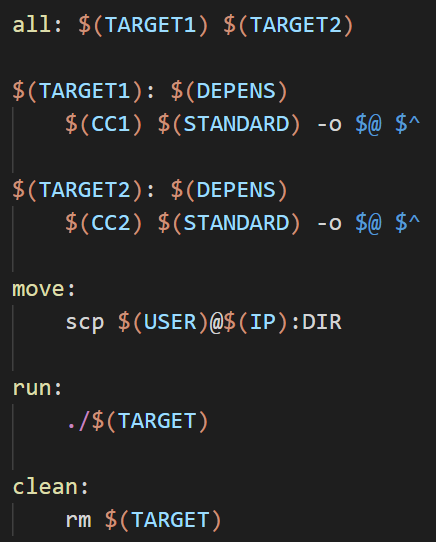 all: $(TARGET1) $(TARGET2)
$(TARGET1): $(DEPENS)
$(CC1) $(STANDARD) -o $@ $^
$(TARGET2): $(DEPENS)
$(CC2) $(STANDARD) -o $@ $^
move:
scp $(USER)@$(IP):DIR
run:
./$(TARGET)
clean:
rm $(TARGET)